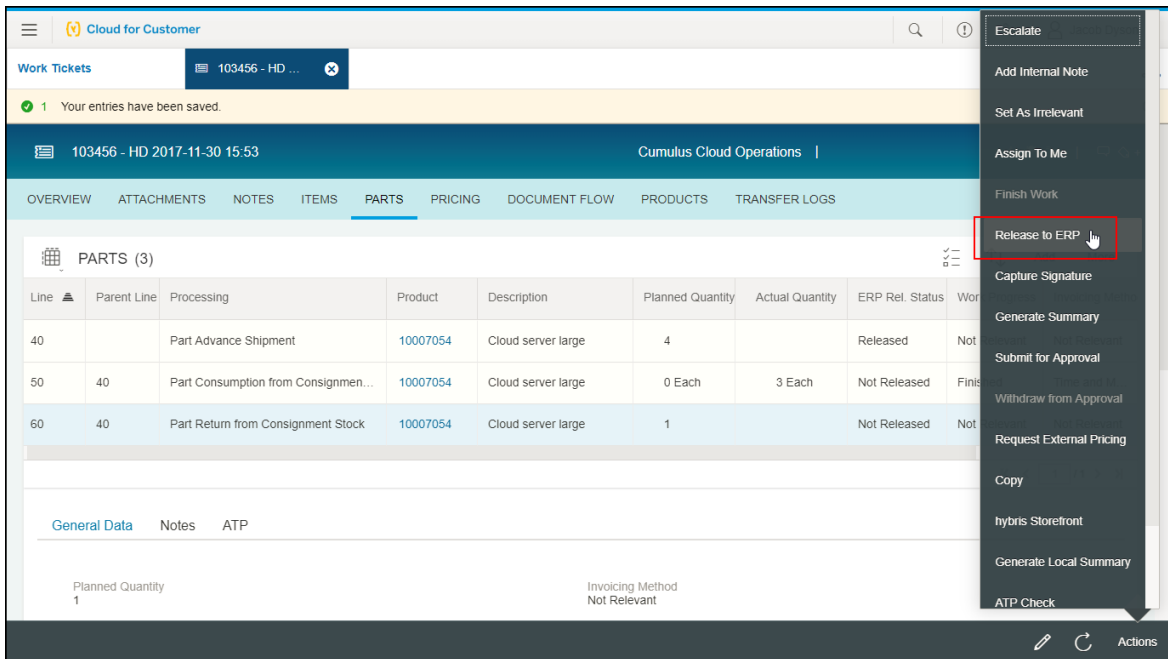 Cloud for Customer
Work Tickets
103456 - HD ...
1 Your entries have been saved.
103456 - HD 2017-11-30 15:53
Cumulus Cloud Operations |
OVERVIEW ATTACHMENTS NOTES ITEMS PARTS PRICING DOCUMENT FLOW PRODUCTS TRANSFER LOGS
PARTS (3)
Line Parent Line Processing Product Description Planned Quantity Actual Quantity ERP Rel. Status
40 Part Advance Shipment 10007054 Cloud server large 4 Released Not
50 40 Part Consumption from Consignmen... 10007054 Cloud server large 0 Each 3 Each Not Released
60 40 Part Return from Consignment Stock 10007054 Cloud server large 1 Not Released Not
General Data Notes ATP
Planned Quantity
1
Invoicing Method
Not Relevant
Escalate
Add Internal Note
Set As Irrelevant
Assign To Me
Finish Work
Release to ERP
Capture Signature
Generate Summary
Submit for Approval
Withdraw from Approval
Request External Pricing
Copy
hybris Storefront
Generate Local Summary
ATP Check
Actions